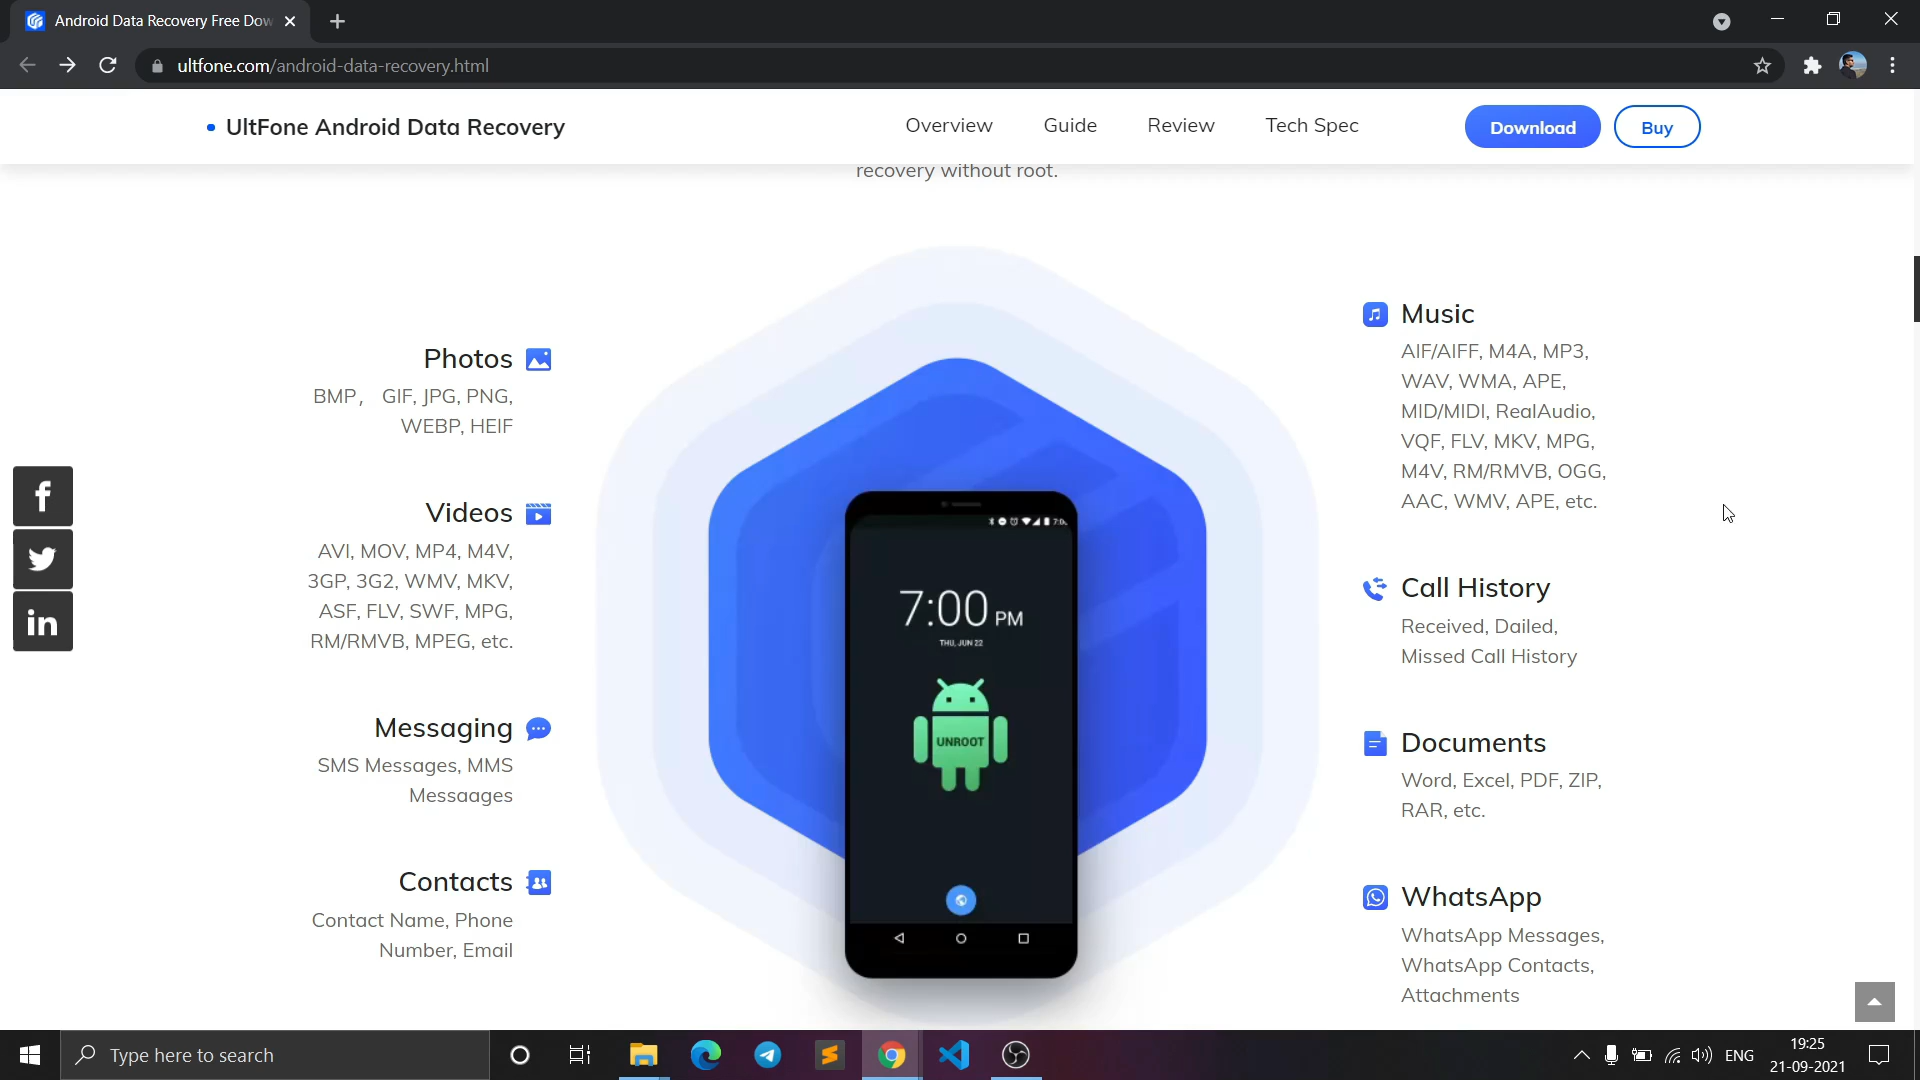 Android Data Recovery Free Dow
ultfone.com/android-data-recovery.html
UltFone Android Data Recovery
Overview
Guide
Review
Tech Spec
Download
Buy
recovery without root.
Photos
BMP， GIF, JPG, PNG,
WEBP, HEIF
Videos
AVI, MOV, MP4, M4V,
3GP, 3G2, WMV, MKV,
ASF, FLV, SWF, MPG,
RM/RMVB, MPEG, etc.
Messaging
SMS Messages, MMS
Messaages
Contacts
Contact Name, Phone
Number, Email
7:00
7:00 PM
THU, JUN 22
UNROOT
Music
AIF/AIFF, M4A, MP3,
WAV, WMA, APE,
MID/MIDI, RealAudio,
VQF, FLV, MKV, MPG,
M4V, RM/RMVB, OGG,
AAC, WMV, APE, etc.
Call History
Received, Dailed,
Missed Call History
Documents
Word, Excel, PDF, ZIP,
RAR, etc.
WhatsApp
WhatsApp Messages,
WhatsApp Contacts,
Attachments
Type here to search
ENG
19:25
21-09-2021